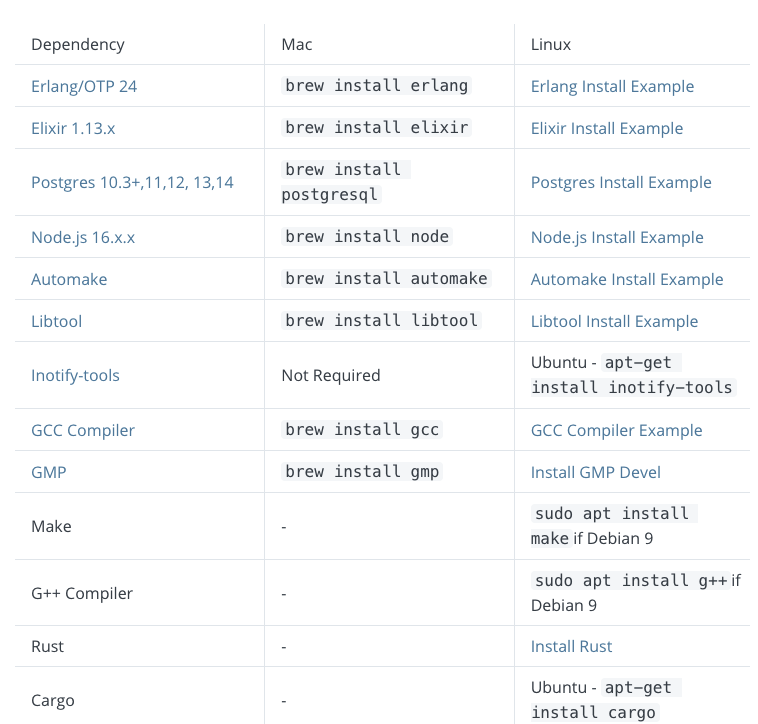 Dependency Mac Linux
Erlang/OTP 24 brew install erlang Erlang Install Example
Elixir 1.13.x brew install elixir Elixir Install Example
Postgres 10.3+,11,12, 13,14 brew install postgresql Postgres Install Example
Node.js 16.x.x brew install node Node.js Install Example
Automake brew install automake Automake Install Example
Libtool brew install libtool Libtool Install Example
Inotify-tools Not Required Ubuntu - apt-get install inotify-tools
GCC Compiler brew install gcc GCC Compiler Example
GMP brew install gmp Install GMP Devel
Make - sudo apt install make if Debian 9
G++ Compiler - sudo apt install g++ if Debian 9
Rust - Install Rust
Cargo - Ubuntu - apt-get install cargo